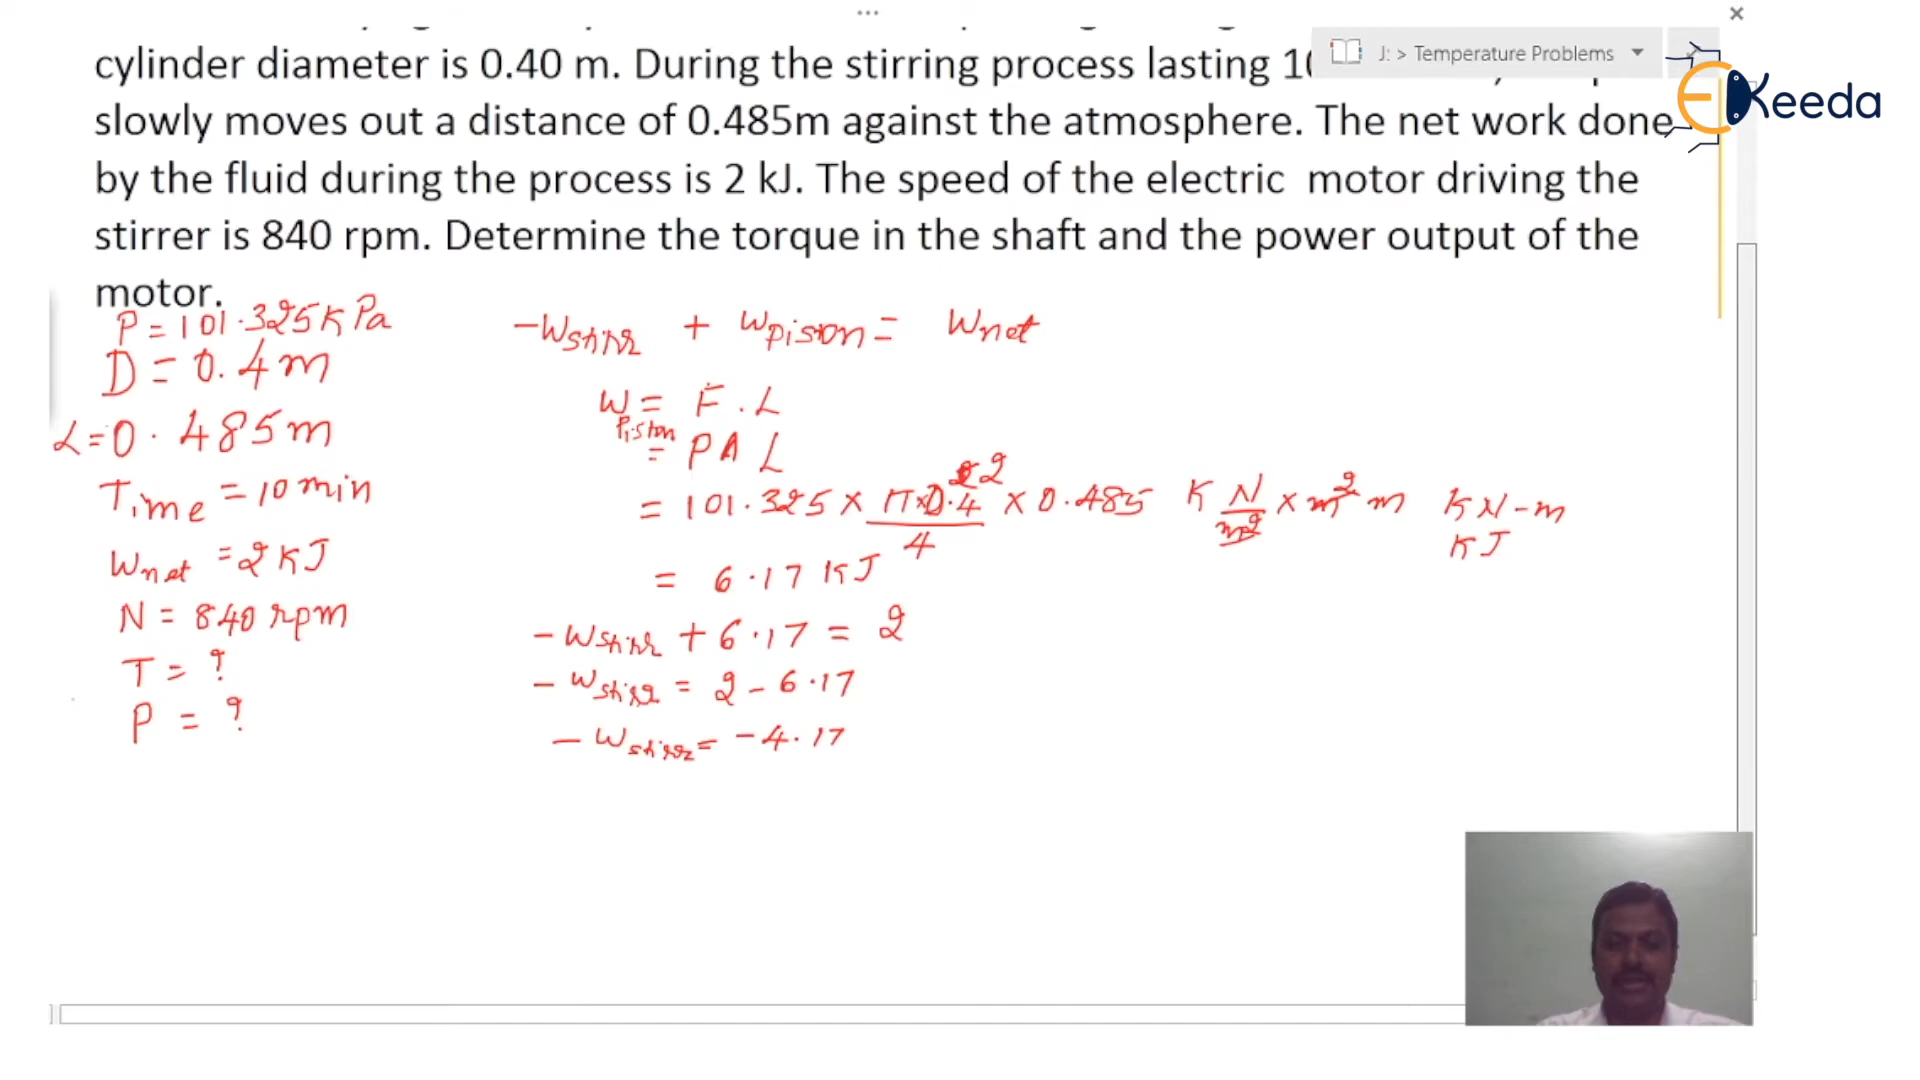 J: > Temperature Problems
Keeda
cylinder diameter is 0.40 m. During the stirring process lasting 10
slowly moves out a distance of 0.485m against the atmosphere. The net work done
by the fluid during the process is 2 kJ. The speed of the electric motor driving the
stirrer is 840 rpm. Determine the torque in the shaft and the power output of the
motor.
P = 101.325 KPa
D = 0.4 m
L = 0.485 m
Time = 10 min
Wnet = 2 KJ
N = 840 rpm
T = ?
P = ?
-Wstirr + Wpiston = Wnet
W Piston = F . L
= P A L
= 101.325 × π×0.4² / 4 × 0.485 K N/m² × m² m KN-m
KJ
= 6.17 KJ
-Wstirr + 6.17 = 2
- Wstirr = 2 - 6.17
- Wstirr = -4.17